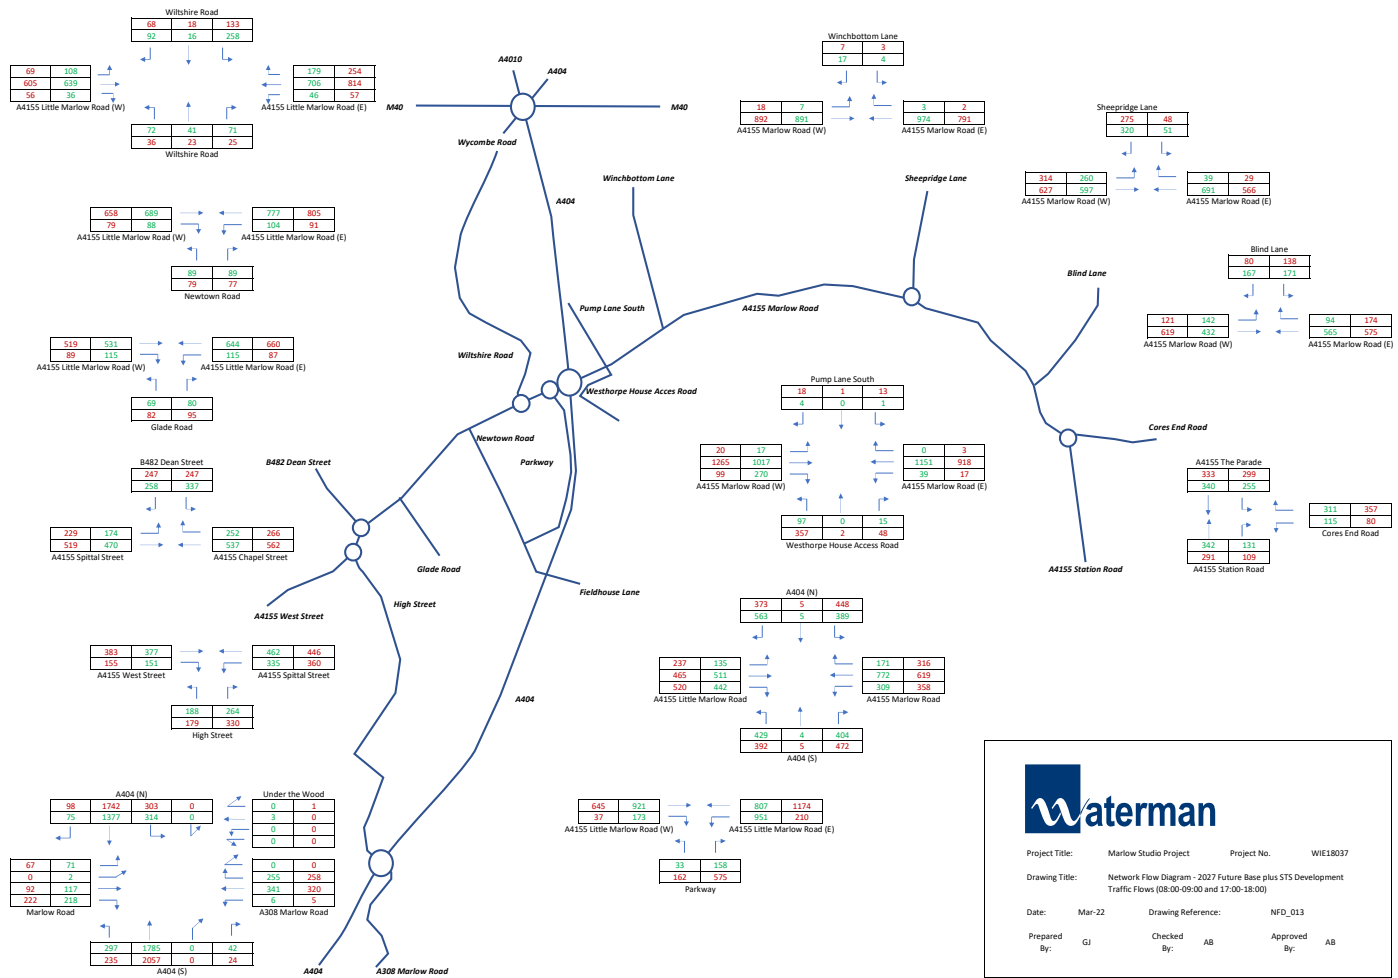 Wiltshire Road
68 18 133
92 16 258
69 108
605 639
56 36
A4155 Little Marlow Road (W)
179 254
706 814
46 57
A4155 Little Marlow Road (E)
72 41 71
36 23 25
Wiltshire Road
658 689
79 88
A4155 Little Marlow Road (W)
777 805
104 91
A4155 Little Marlow Road (E)
89 89
79 77
Newtown Road
519 531
89 115
A4155 Little Marlow Road (W)
644 660
115 87
A4155 Little Marlow Road (E)
69 80
82 95
Glade Road
B482 Dean Street
247 247
258 337
229 174
519 470
A4155 Spittal Street
252 266
537 562
A4155 Chapel Street
383 377
155 151
A4155 West Street
462 446
335 360
A4155 Spittal Street
188 264
179 330
High Street
A404 (N)
98 1742 303 0
75 1377 314 0
Under the Wood
0 1
3 0
0 0
0 0
67 71
0 2
92 117
222 218
Marlow Road
0 0
255 258
341 320
6 5
A308 Marlow Road
297 1785 0 42
235 2057 0 24
A404 (S)
A4010
A404
M40
M40
Wycombe Road
A404
Winchbottom Lane
Sheepridge Lane
Blind Lane
Pump Lane South
A4155 Marlow Road
Wiltshire Road
Westhorpe House Acces Road
Newtown Road
Parkway
B482 Dean Street
Cores End Road
Glade Road
Fieldhouse Lane
A4155 Station Road
A4155 West Street
High Street
A404
A404
A308 Marlow Road
Winchbottom Lane
7 3
17 4
18 7
892 891
A4155 Marlow Road (W)
3 2
974 791
A4155 Marlow Road (E)
Sheepridge Lane
275 48
320 51
314 260
627 597
A4155 Marlow Road (W)
39 29
691 566
A4155 Marlow Road (E)
Blind Lane
80 138
167 171
121 142
619 432
A4155 Marlow Road (W)
94 174
565 575
A4155 Marlow Road (E)
Pump Lane South
18 1 13
4 0 1
20 17
1265 1017
99 270
A4155 Marlow Road (W)
0 3
1151 918
39 17
A4155 Marlow Road (E)
97 0 15
357 2 48
Westhorpe House Access Road
A4155 The Parade
333 299
340 255
311 357
115 80
Cores End Road
342 131
291 109
A4155 Station Road
A404 (N)
373 5 448
563 5 389
237 135
465 511
520 442
A4155 Little Marlow Road
171 316
772 619
309 358
A4155 Marlow Road
429 4 404
392 5 472
A404 (S)
645 921
37 173
A4155 Little Marlow Road (W)
807 1174
951 210
A4155 Little Marlow Road (E)
33 158
162 575
Parkway
Waterman
Project Title: Marlow Studio Project Project No. WIE18037
Drawing Title: Network Flow Diagram - 2027 Future Base plus STS Development
Traffic Flows (08:00-09:00 and 17:00-18:00)
Date: Mar-22 Drawing Reference: NFD_013
Prepared By: GJ Checked By: AB Approved By: AB